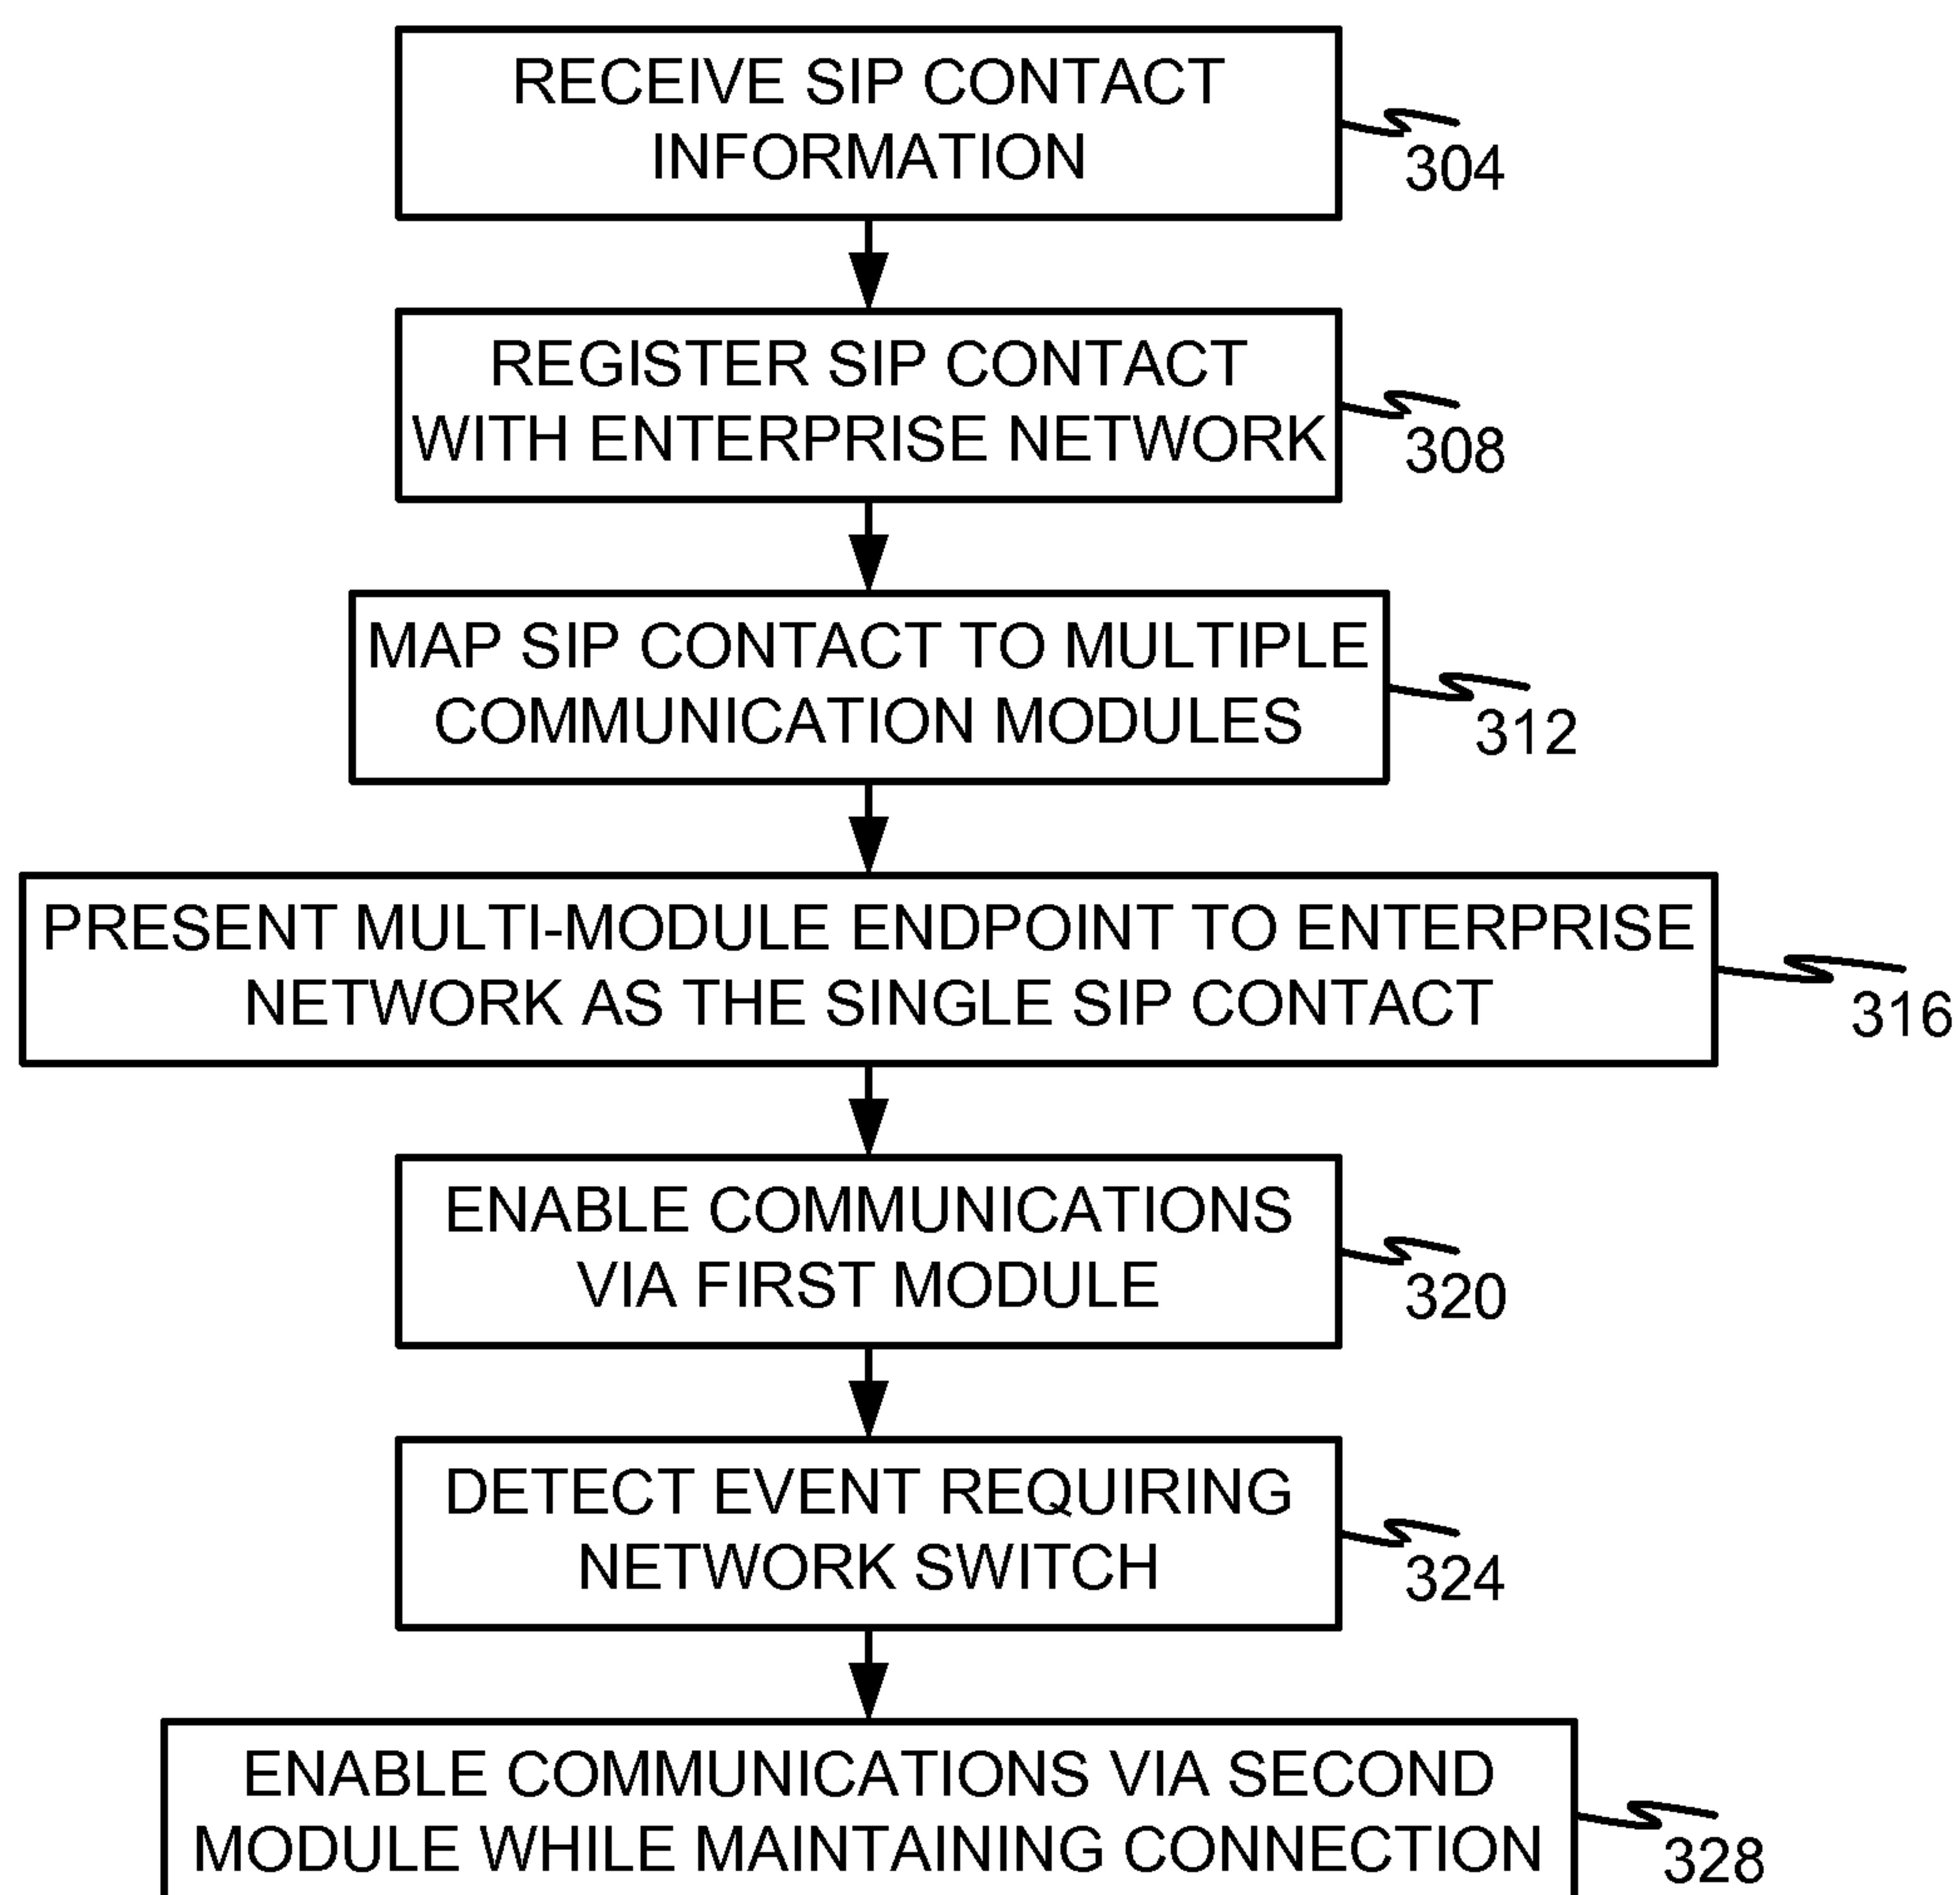 RECEIVE SIP CONTACT
INFORMATION
304
REGISTER SIP CONTACT
WITH ENTERPRISE NETWORK
308
MAP SIP CONTACT TO MULTIPLE
COMMUNICATION MODULES
312
PRESENT MULTI-MODULE ENDPOINT TO ENTERPRISE
NETWORK AS THE SINGLE SIP CONTACT
316
ENABLE COMMUNICATIONS
VIA FIRST MODULE
320
DETECT EVENT REQUIRING
NETWORK SWITCH
324
ENABLE COMMUNICATIONS VIA SECOND
MODULE WHILE MAINTAINING CONNECTION
328